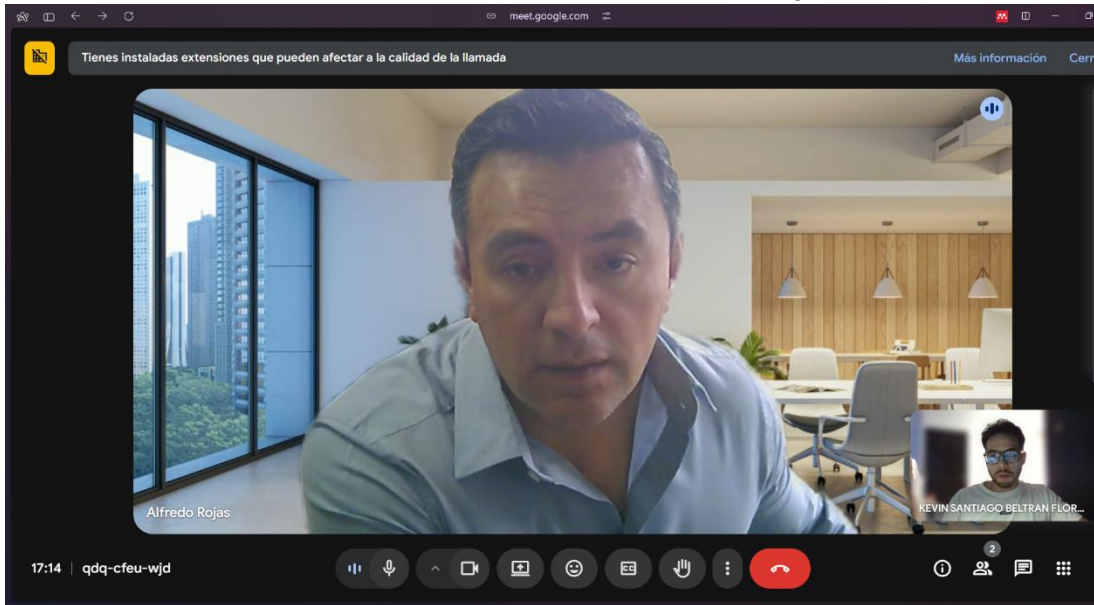 meet.google.com
Tienes instaladas extensiones que pueden afectar a la calidad de la llamada
Más información
Cerr
Alfredo Rojas
KEVIN SANTIAGO BELTRAN FLOR...
2
17:14 | qdq-cfeu-wjd
CC